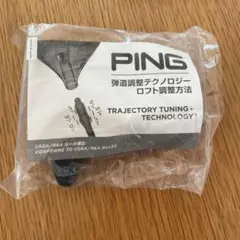 PING
弾道調整テクノロジー
ロフト調整方法
TRAJECTORY TUNING+
TECHNOLOGY
USGA/R&A ルール適合
CONFORMS TO USGA/R&A RULES